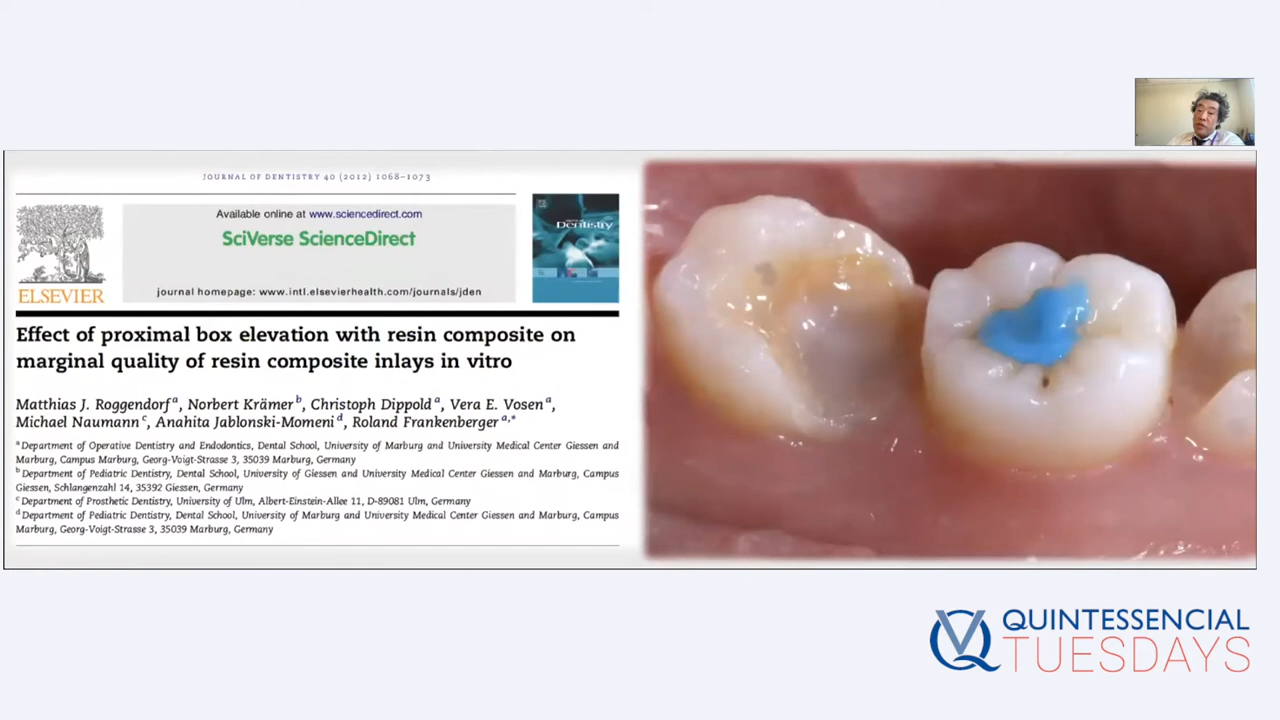 JOURNAL OF DENTISTRY 40 (2012) 1068–1073
Available online at www.sciencedirect.com
SciVerse ScienceDirect
journal homepage: www.intl.elsevierhealth.com/journals/jden
ELSEVIER
Dentistry
Effect of proximal box elevation with resin composite on
marginal quality of resin composite inlays in vitro
Matthias J. Roggendorf a, Norbert Krämer b, Christoph Dippold a, Vera E. Vosen a,
Michael Naumann c, Anahita Jablonski-Momeni d, Roland Frankenberger a,*
a Department of Operative Dentistry and Endodontics, Dental School, University of Marburg and University Medical Center Giessen and
Marburg, Campus Marburg, Georg-Voigt-Strasse 3, 35039 Marburg, Germany
b Department of Pediatric Dentistry, Dental School, University of Giessen and University Medical Center Giessen and Marburg, Campus
Giessen, Schlangenzahl 14, 35392 Giessen, Germany
c Department of Prosthetic Dentistry, University of Ulm, Albert-Einstein-Allee 11, D-89081 Ulm, Germany
d Department of Pediatric Dentistry, Dental School, University of Marburg and University Medical Center Giessen and Marburg, Campus
Marburg, Georg-Voigt-Strasse 3, 35039 Marburg, Germany
QUINTESSENCIAL
TUESDAYS